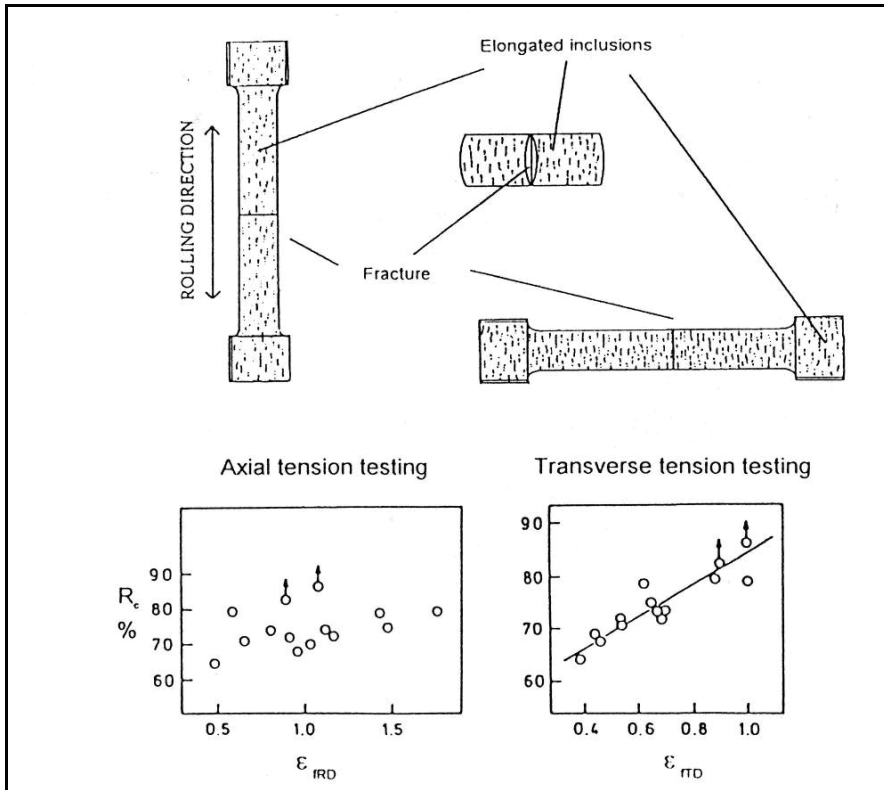 Elongated inclusions
ROLLING DIRECTION
Fracture
Axial tension testing
Transverse tension testing
R c
%
90
80
70
60
0.5
1.0
1.5
ε fRD
90
80
70
60
0.4
0.6
0.8
1.0
ε fTD